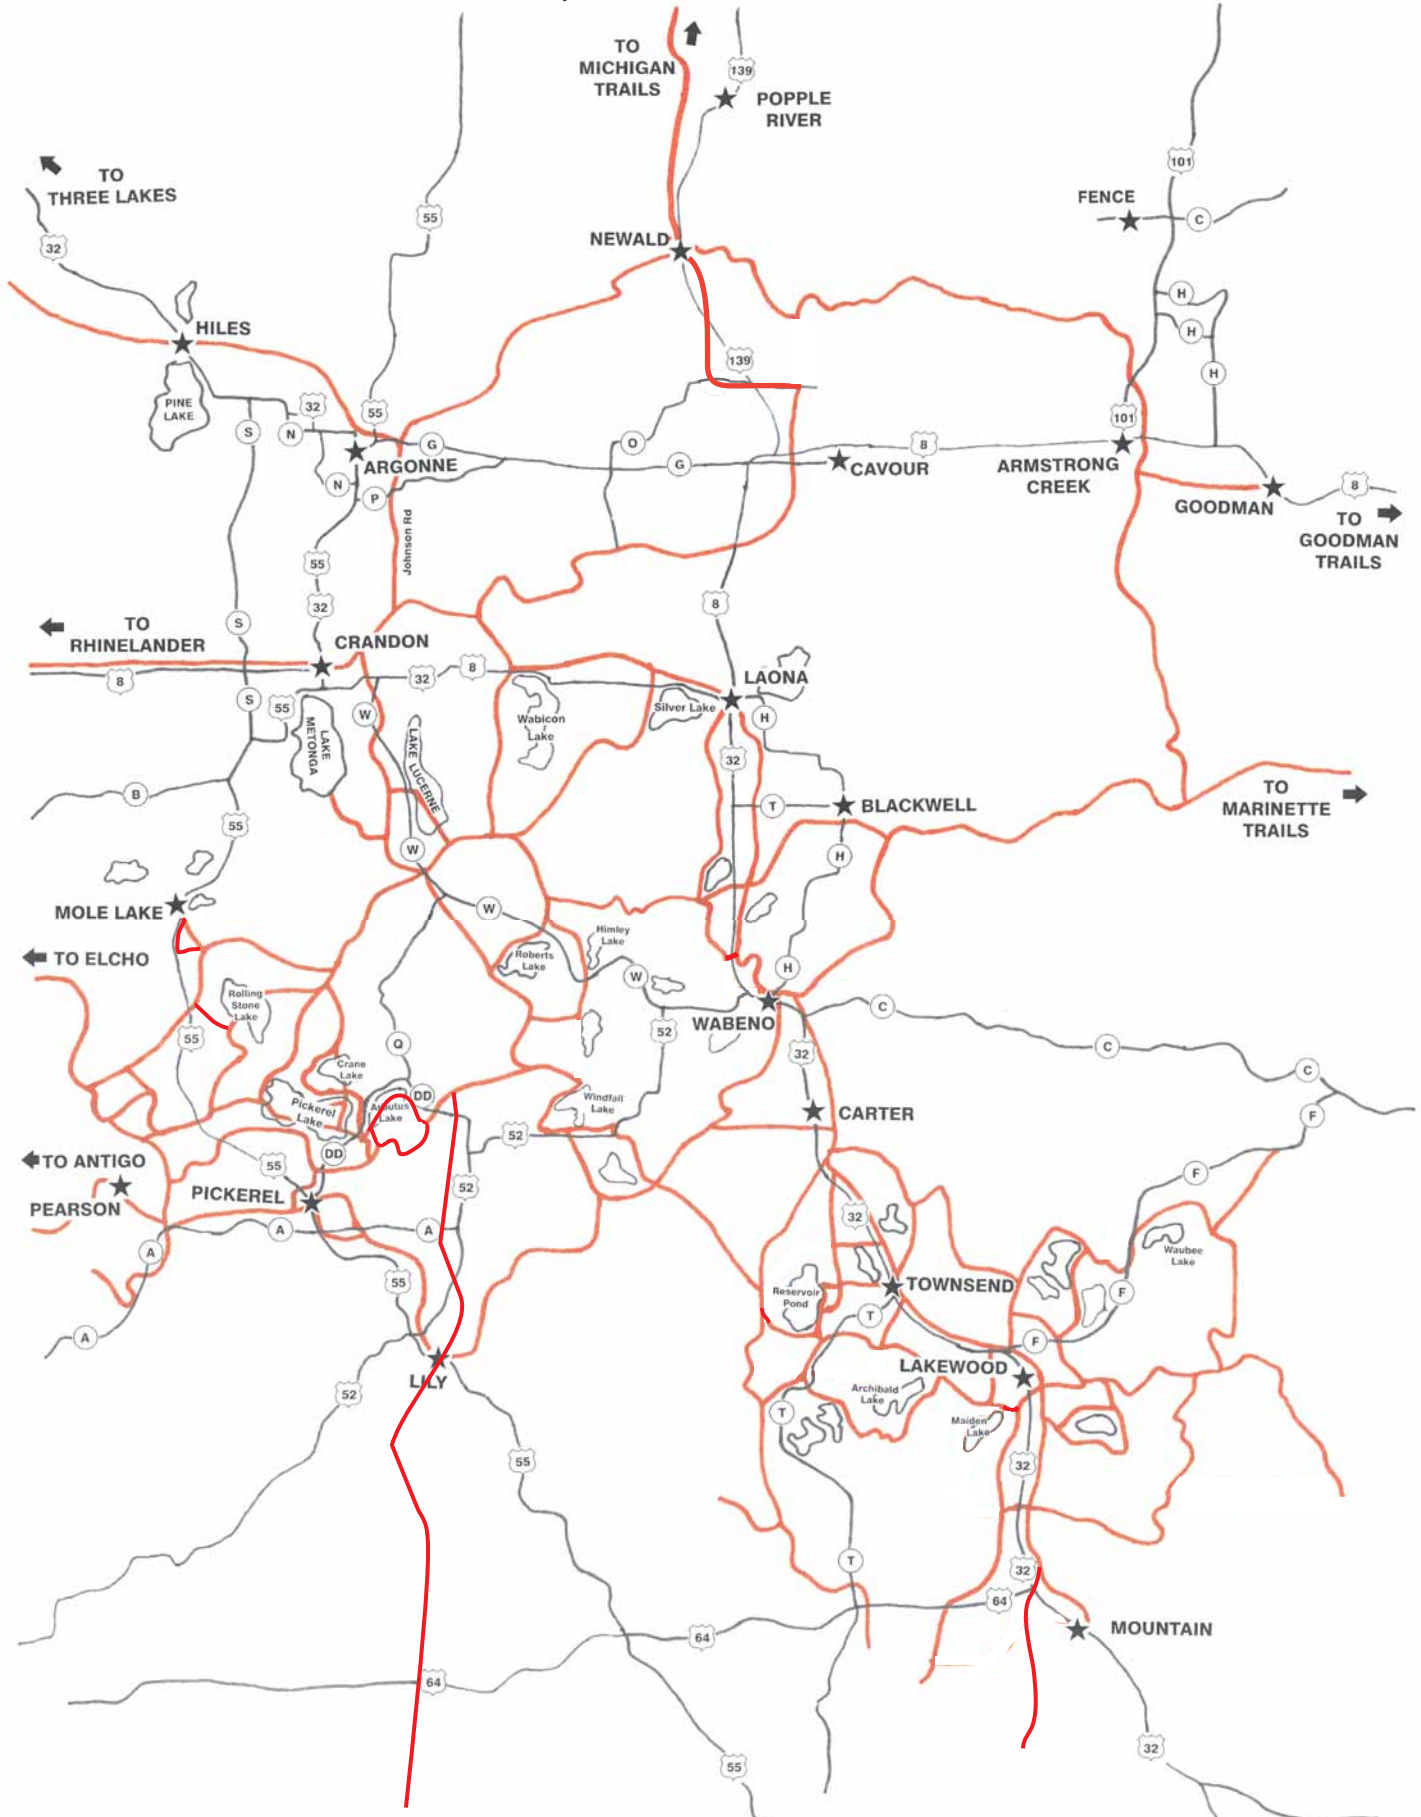 TO
MICHIGAN
TRAILS
139
POPPLE
RIVER
TO
THREE LAKES
101
FENCE
C
55
32
NEWALD
H
HILES
H
139
H
PINE
LAKE
32
55
101
S
N
G
O
8
ARGONNE
G
CAVOUR
ARMSTRONG
CREEK
N
P
GOODMAN
8
TO
GOODMAN
TRAILS
Johnson Rd
55
32
8
TO
RHINELANDER
S
CRANDON
8
32
8
LAONA
S
55
W
Wabicon
Lake
Silver Lake
H
LAKE
METONGA
LAKE LUCERNE
32
B
T
BLACKWELL
TO
MARINETTE
TRAILS
55
W
H
MOLE LAKE
W
Himley
Lake
TO ELCHO
Roberts
Lake
W
H
Rolling
Stone
Lake
WABENO
C
55
Q
52
32
C
Crane
Lake
C
DD
Windfall
Lake
Pickerel
Lake
Arbutus
Lake
CARTER
F
52
DD
TO ANTIGO
55
F
PEARSON
PICKEREL
52
32
A
A
A
Waubee
Lake
55
TOWNSEND
Reservoir
Pond
F
T
A
F
LILY
LAKEWOOD
52
Archibald
Lake
T
Maiden
Lake
55
32
T
32
64
MOUNTAIN
64
64
32
55